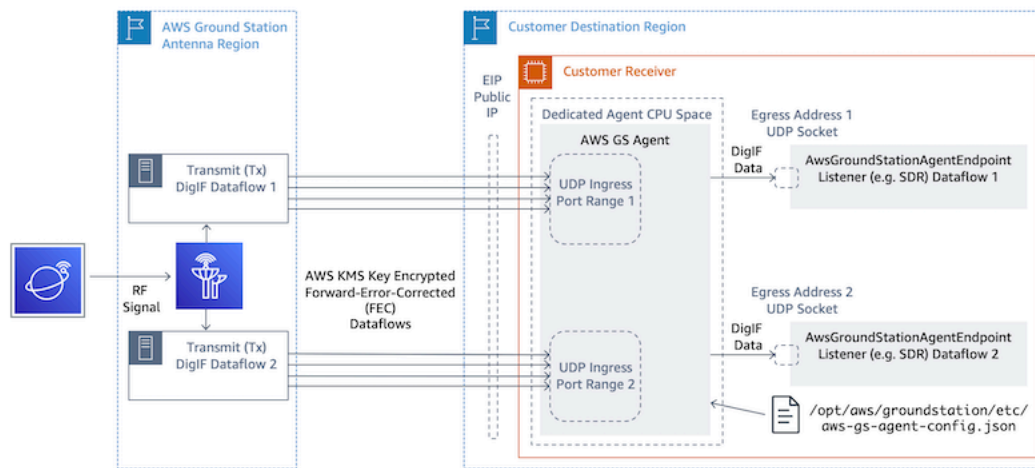 AWS Ground Station
Antenna Region
Customer Destination Region
Customer Receiver
EIP
Public
IP
Dedicated Agent CPU Space
AWS GS Agent
Egress Address 1
UDP Socket
Transmit (Tx)
DigIF Dataflow 1
UDP Ingress
Port Range 1
DigIF
Data
AwsGroundStationAgentEndpoint
Listener (e.g. SDR) Dataflow 1
RF
Signal
AWS KMS Key Encrypted
Forward-Error-Corrected
(FEC)
Dataflows
Egress Address 2
UDP Socket
Transmit (Tx)
DigIF Dataflow 2
UDP Ingress
Port Range 2
DigIF
Data
AwsGroundStationAgentEndpoint
Listener (e.g. SDR) Dataflow 2
/opt/aws/groundstation/etc/
aws-gs-agent-config.json